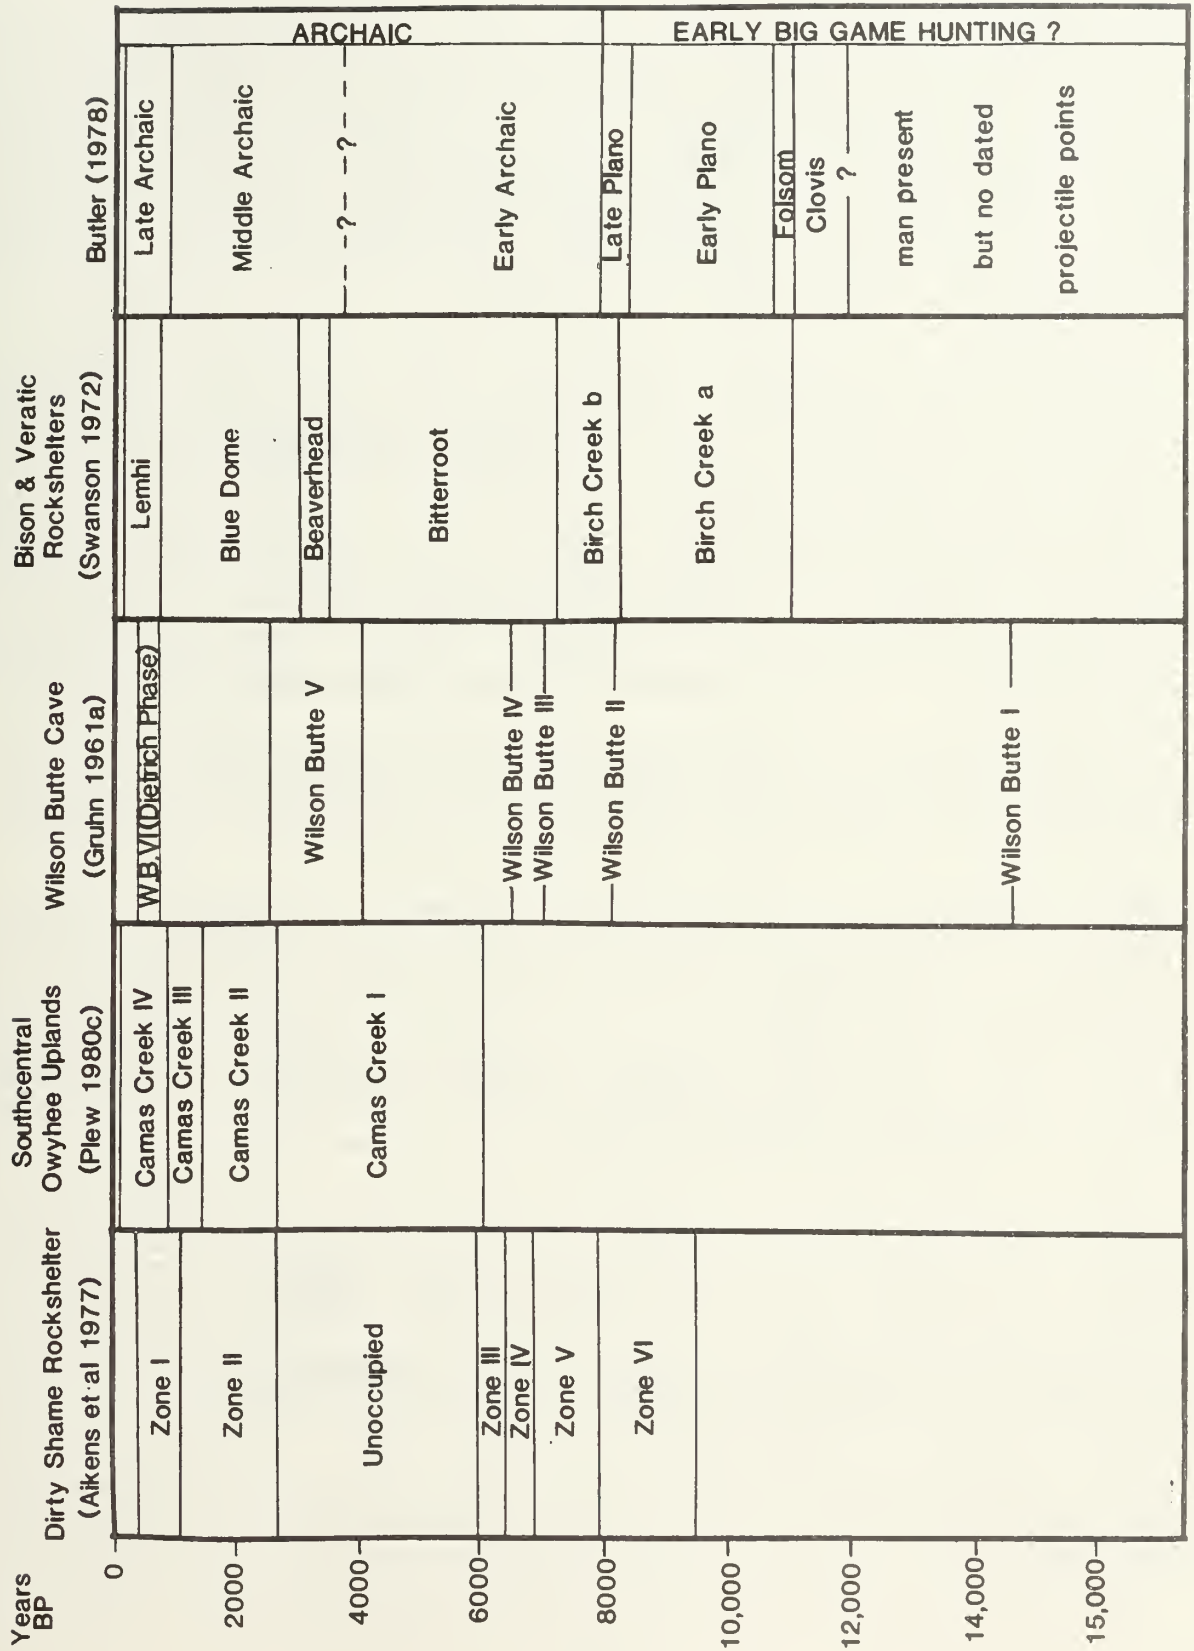 Years
BP
0
2000
4000
6000
8000
10,000
12,000
14,000
15,000
Dirty Shame Rockshelter
(Aikens et al 1977)
Zone I
Zone II
Unoccupied
Zone III
Zone IV
Zone V
Zone VI
Southcentral
Owyhee Uplands
(Plew 1980c)
Camas Creek IV
Camas Creek III
Camas Creek II
Camas Creek I
Wilson Butte Cave
(Gruhn 1961a)
W.B.VI(Dietrich Phase)
Wilson Butte V
Wilson Butte IV
Wilson Butte III
Wilson Butte II
Wilson Butte I
Bison & Veratic
Rockshelters
(Swanson 1972)
Lemhi
Blue Dome
Beaverhead
Bitterroot
Birch Creek b
Birch Creek a
Butler (1978)
ARCHAIC
EARLY BIG GAME HUNTING ?
Late Archaic
Middle Archaic
? ?
Early Archaic
Late Plano
Early Plano
Folsom
Clovis
?
man present
but no dated
projectile points